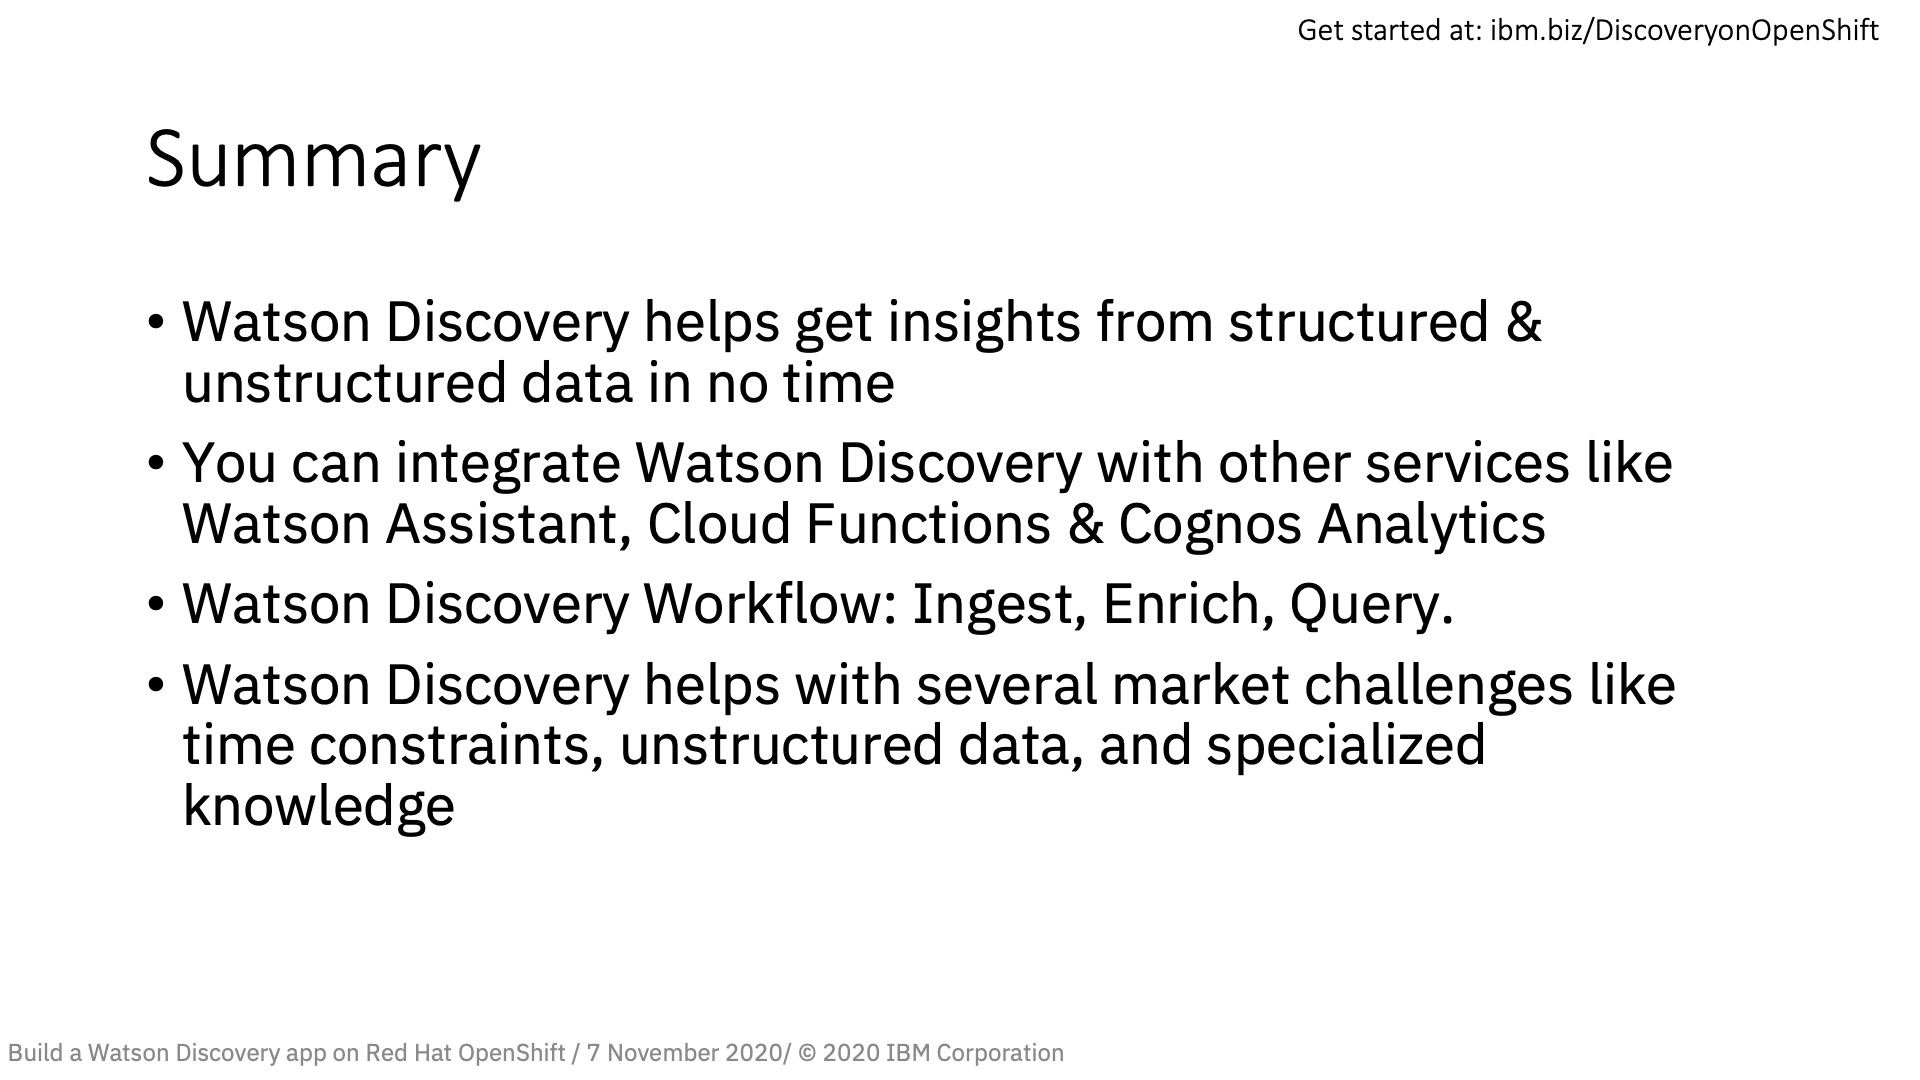 Get started at: ibm.biz/DiscoveryonOpenShift
Summary
• Watson Discovery helps get insights from structured &
unstructured data in no time
• You can integrate Watson Discovery with other services like
Watson Assistant, Cloud Functions & Cognos Analytics
• Watson Discovery Workflow: Ingest, Enrich, Query.
• Watson Discovery helps with several market challenges like
time constraints, unstructured data, and specialized
knowledge
Build a Watson Discovery app on Red Hat OpenShift / 7 November 2020/ © 2020 IBM Corporation